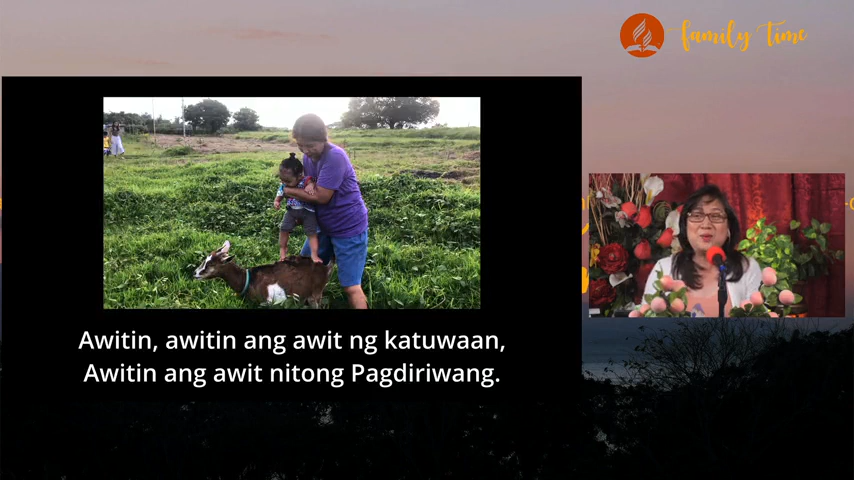 family time
Awitin, awitin ang awit ng katuwaan,
Awitin ang awit nitong Pagdiriwang.